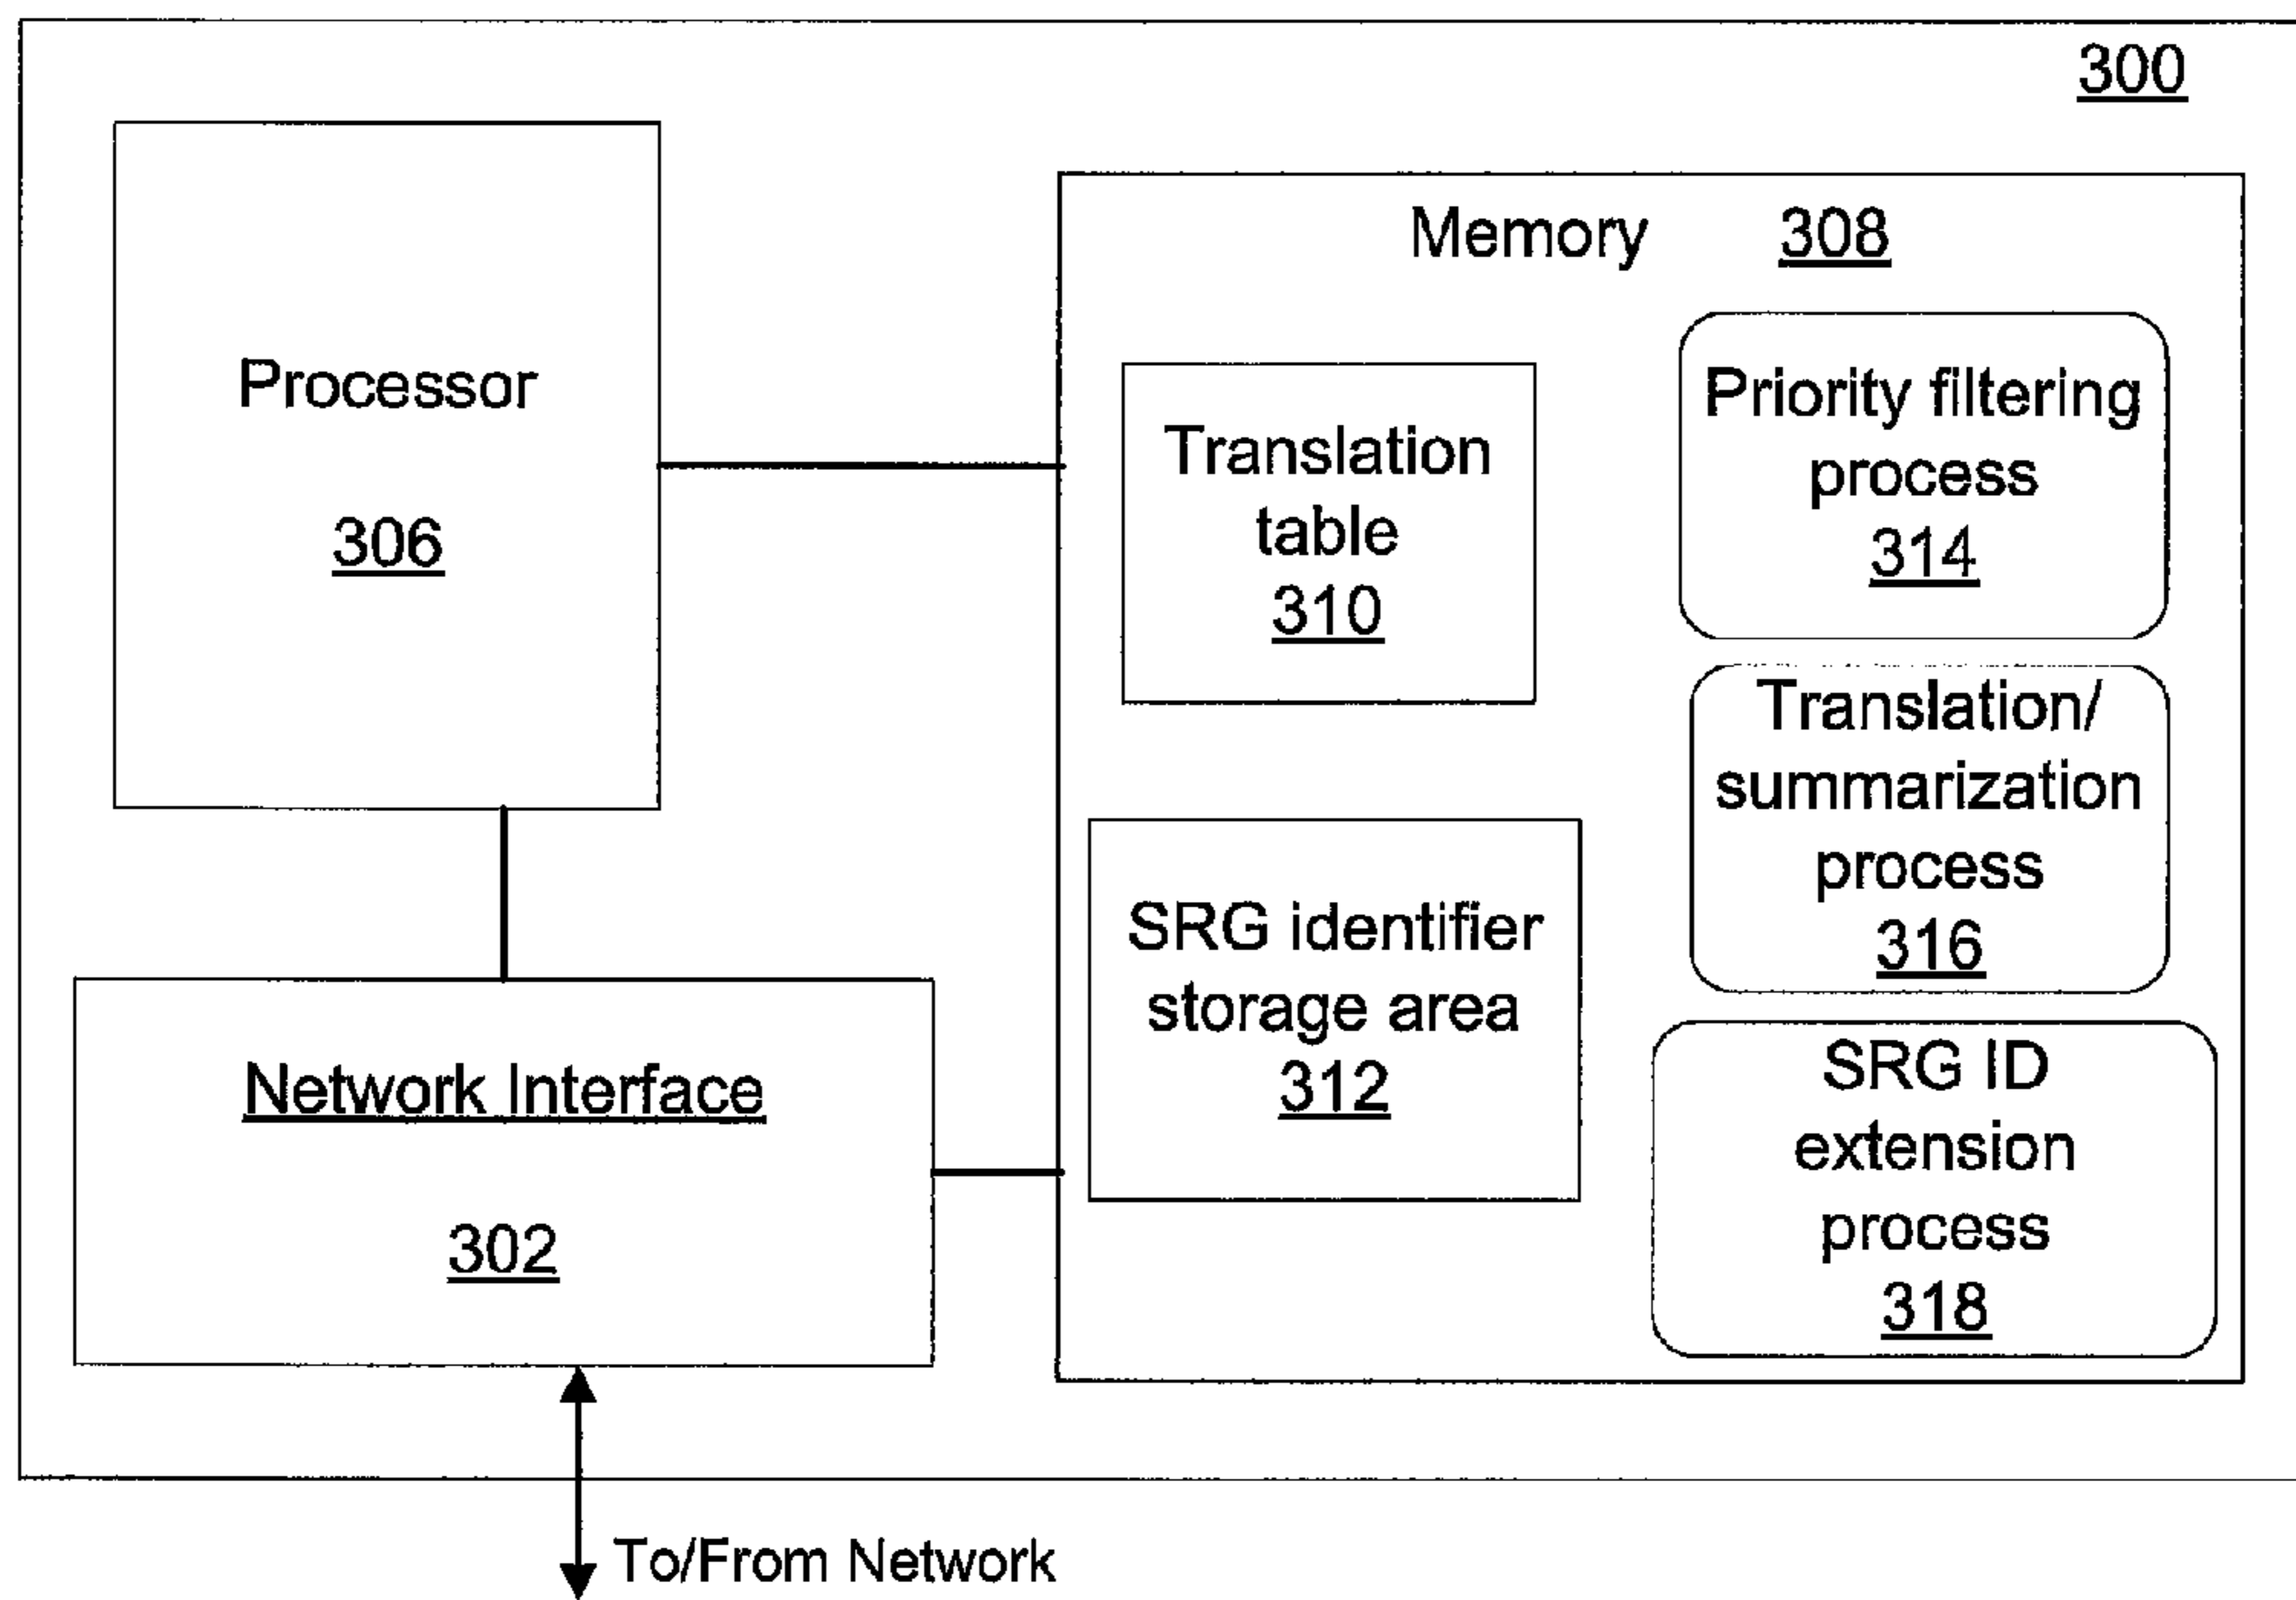 300
Processor
306
Network Interface
302
To/From Network
Memory 308
Translation
table
310
SRG identifier
storage area
312
Priority filtering
process
314
Translation/
summarization
process
316
SRG ID
extension
process
318